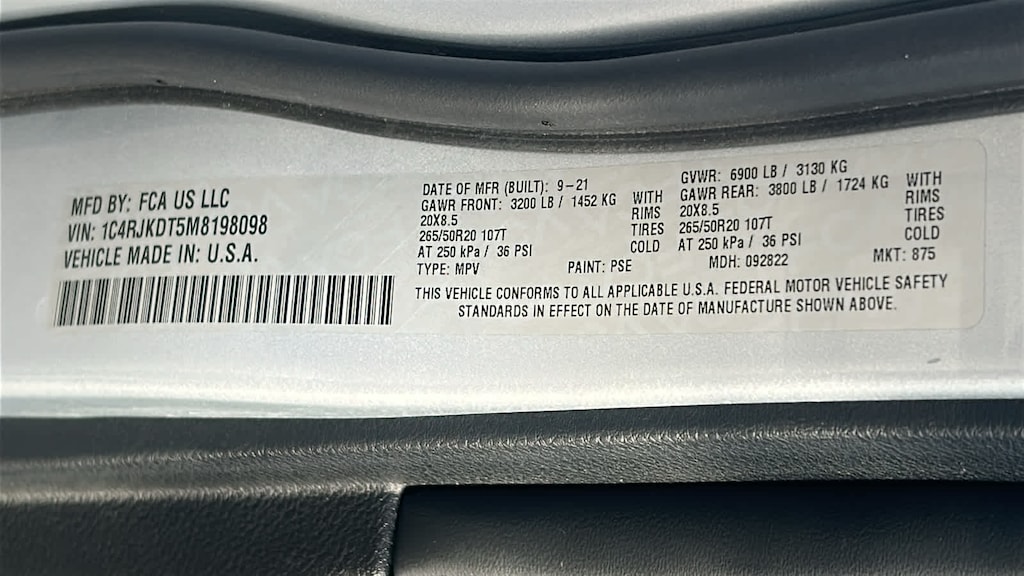 MFD BY: FCA US LLC
VIN: 1C4RJKDT5M8198098
VEHICLE MADE IN: U.S.A.
DATE OF MFR (BUILT): 9-21
GAWR FRONT: 3200 LB / 1452 KG WITH
20X8.5 RIMS
265/50R20 107T TIRES
AT 250 kPa / 36 PSI COLD
TYPE: MPV PAINT: PSE
GVWR: 6900 LB / 3130 KG
GAWR REAR: 3800 LB / 1724 KG WITH
20X8.5 RIMS
265/50R20 107T TIRES
AT 250 kPa / 36 PSI COLD
MDH: 092822 MKT: 875
THIS VEHICLE CONFORMS TO ALL APPLICABLE U.S.A. FEDERAL MOTOR VEHICLE SAFETY
STANDARDS IN EFFECT ON THE DATE OF MANUFACTURE SHOWN ABOVE.